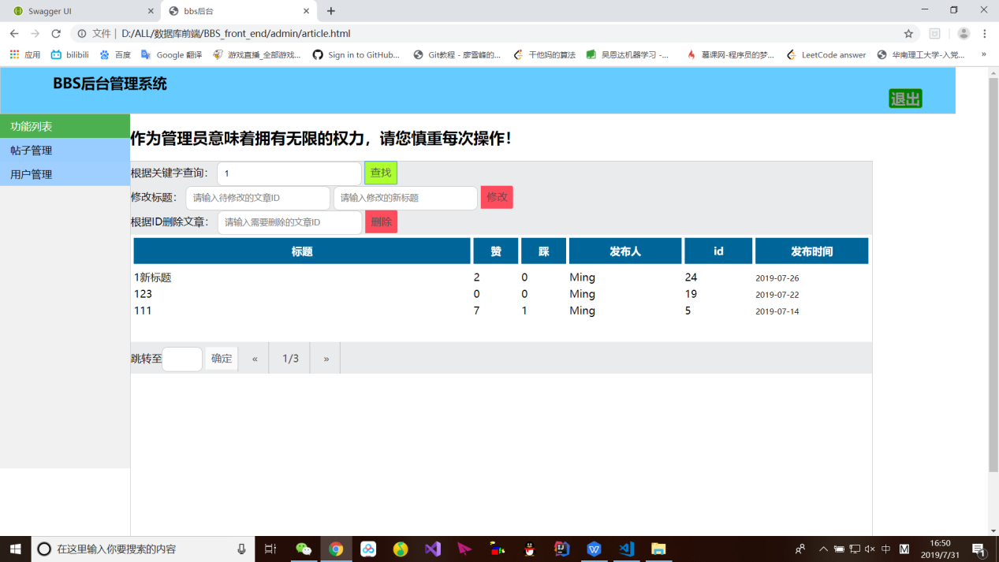 Swagger UI
bbs后台
文件 | D:/ALL/数据库前端/BBS_front_end/admin/article.html
应用 bilibili 百度 Google 翻译 游戏直播_全部游戏... Sign in to GitHub... Git教程 - 廖雪峰的... 干他妈的算法 吴恩达机器学习 -... 慕课网-程序员的梦... LeetCode answer 华南理工大学-入党... »
BBS后台管理系统
退出
功能列表
帖子管理
用户管理
作为管理员意味着拥有无限的权力，请您慎重每次操作！
根据关键字查询： 1 查找
修改标题： 请输入待修改的文章ID 请输入修改的新标题 修改
根据ID删除文章： 请输入需要删除的文章ID 删除
标题 赞 踩 发布人 id 发布时间
1新标题 2 0 Ming 24 2019-07-26
123 0 0 Ming 19 2019-07-22
111 7 1 Ming 5 2019-07-14
跳转至 确定 « 1/3 »
在这里输入你要搜索的内容
中
16:50
2019/7/31
1